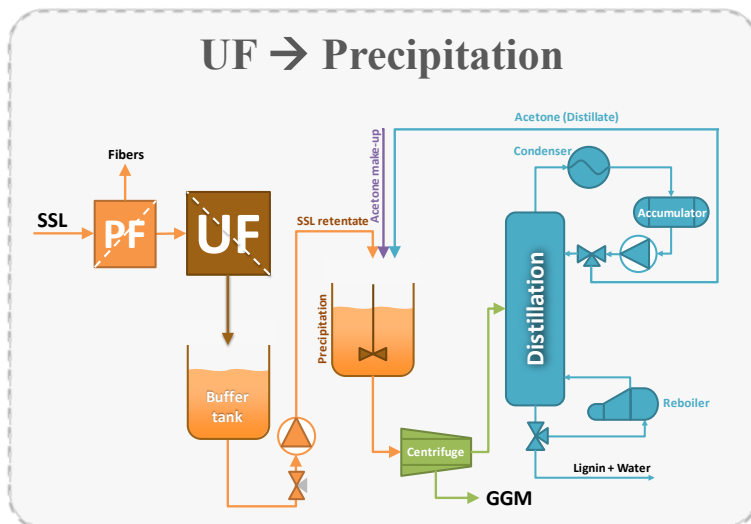 UF → Precipitation
Acetone (Distillate)
Fibers
Acetone make-up
Condenser
SSL
PF
UF
SSL retentate
Accumulator
Precipitation
Distillation
Buffer
tank
Reboiler
Centrifuge
Lignin + Water
GGM